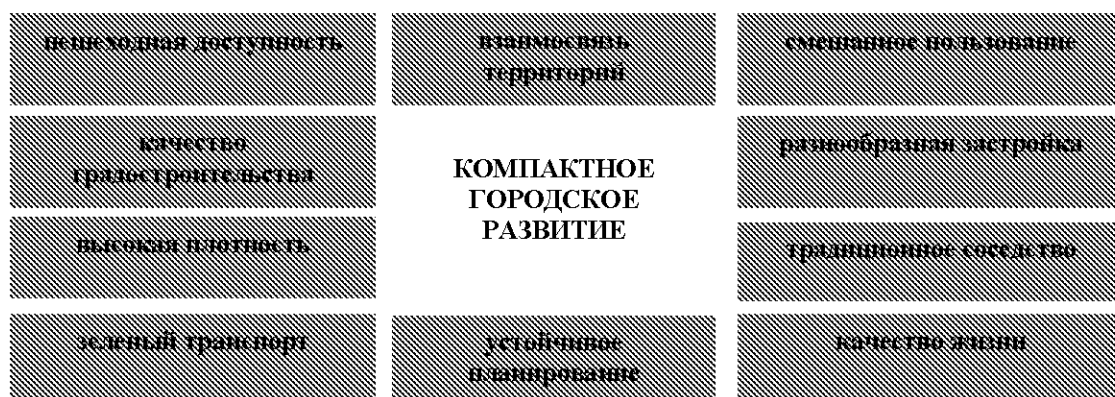 пешеходная доступность
взаимосвязь
территорий
смешанное пользование
качество
градостроительства
КОМПАКТНОЕ
ГОРОДСКОЕ
РАЗВИТИЕ
разнообразная застройка
высокая плотность
традиционное соседство
зеленый транспорт
устойчивое
планирование
качество жизни